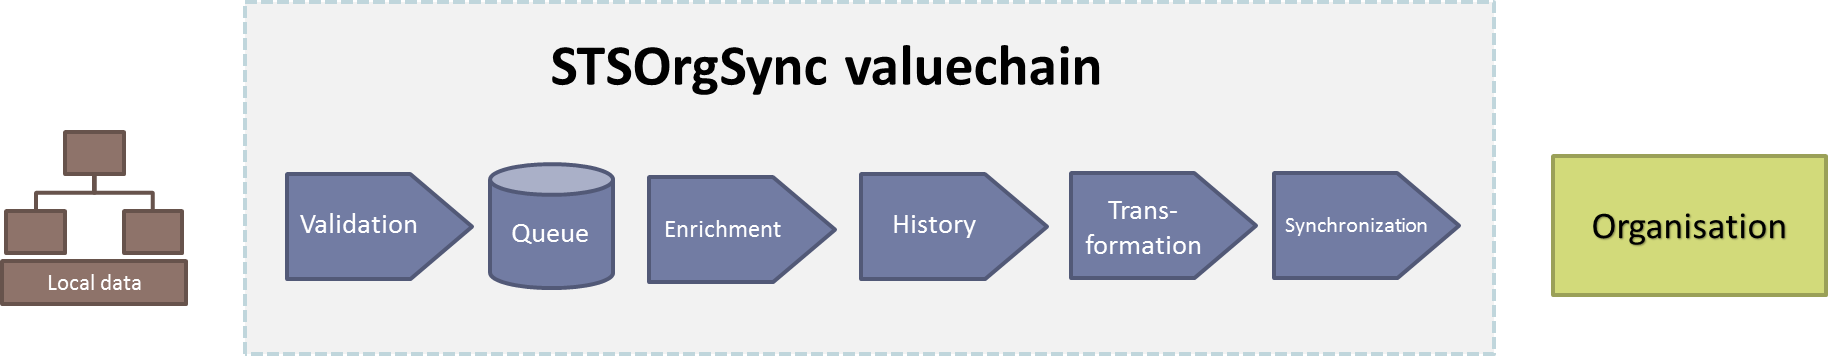 STSOrgSync valuechain
Local data
Validation
Queue
Enrichment
History
Trans-
formation
Synchronization
Organisation